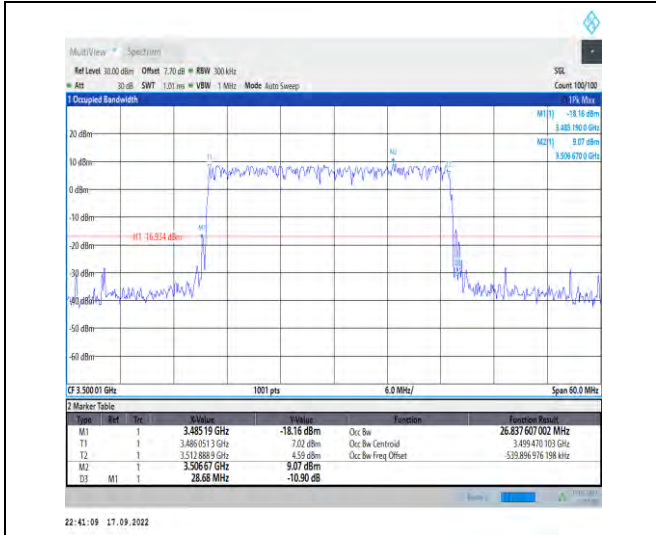 MultiView Spectrum
Ref Level 30.00 dBm Offset 7.70 dB RBW 300 kHz SGL
Att 30 dB SWT 1.01 ms VBW 1 MHz Mode Auto Sweep Count 100/100
1 Occupied Bandwidth 1Pk Max
M1[1] -18.16 dBm
3.485 190 0 GHz
20 dBm M2[1] 9.07 dBm
3.506 670 0 GHz
10 dBm
T1 M2
0 dBm
-10 dBm
H1 -16.934 dBm M1
-20 dBm
-30 dBm
-40 dBm
-50 dBm
-60 dBm
CF 3.500 01 GHz 1001 pts 6.0 MHz/ Span 60.0 MHz
2 Marker Table
Type Ref Trc X-Value Y-Value Function Function Result
M1 1 3.485 19 GHz -18.16 dBm Occ Bw 26.837 607 002 MHz
T1 1 3.486 051 3 GHz 7.02 dBm Occ Bw Centroid 3.499 470 103 GHz
T2 1 3.512 888 9 GHz 4.59 dBm Occ Bw Freq Offset -539.896 976 198 kHz
M2 1 3.506 67 GHz 9.07 dBm
D3 M1 1 28.68 MHz -10.90 dB
22:41:09 17.09.2022